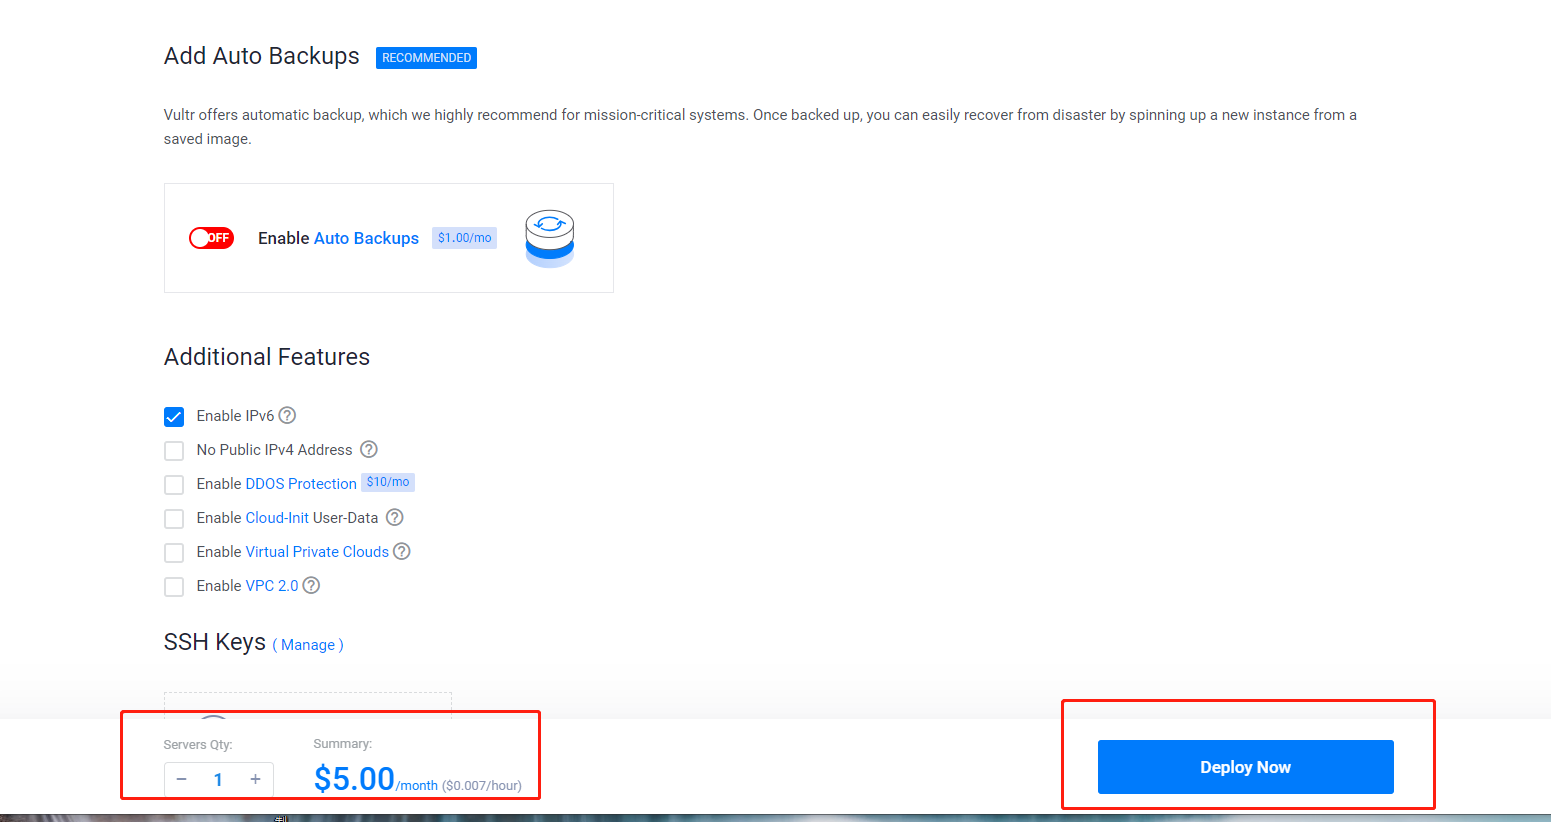 Add Auto Backups RECOMMENDED
Vultr offers automatic backup, which we highly recommend for mission-critical systems. Once backed up, you can easily recover from disaster by spinning up a new instance from a
saved image.
OFF Enable Auto Backups $1.00/mo
Additional Features
Enable IPv6 ?
No Public IPv4 Address ?
Enable DDOS Protection $10/mo
Enable Cloud-Init User-Data ?
Enable Virtual Private Clouds ?
Enable VPC 2.0 ?
SSH Keys ( Manage )
Servers Qty:
− 1 +
Summary:
$5.00/month ($0.007/hour)
Deploy Now